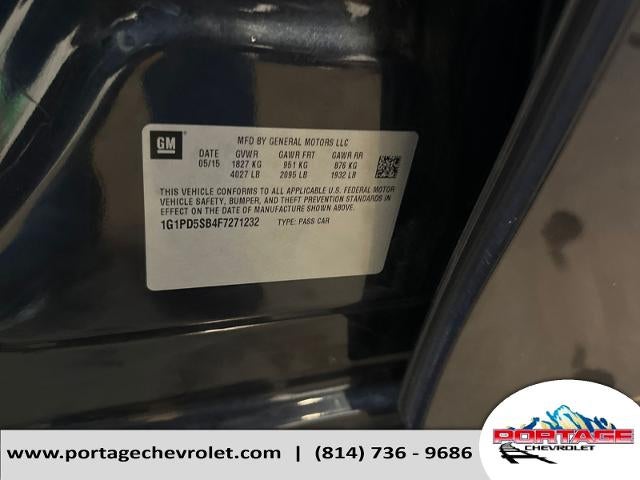 GM
MFD BY GENERAL MOTORS LLC
DATE GVWR GAWR FRT GAWR RR
05/15 1827 KG 951 KG 876 KG
4027 LB 2095 LB 1932 LB
THIS VEHICLE CONFORMS TO ALL APPLICABLE U.S. FEDERAL MOTOR
VEHICLE SAFETY, BUMPER, AND THEFT PREVENTION STANDARDS IN
EFFECT ON THE DATE OF MANUFACTURE SHOWN ABOVE.
1G1PD5SB4F7271232 TYPE: PASS CAR
www.portagechevrolet.com | (814) 736 - 9686
PORTAGE
CHEVROLET